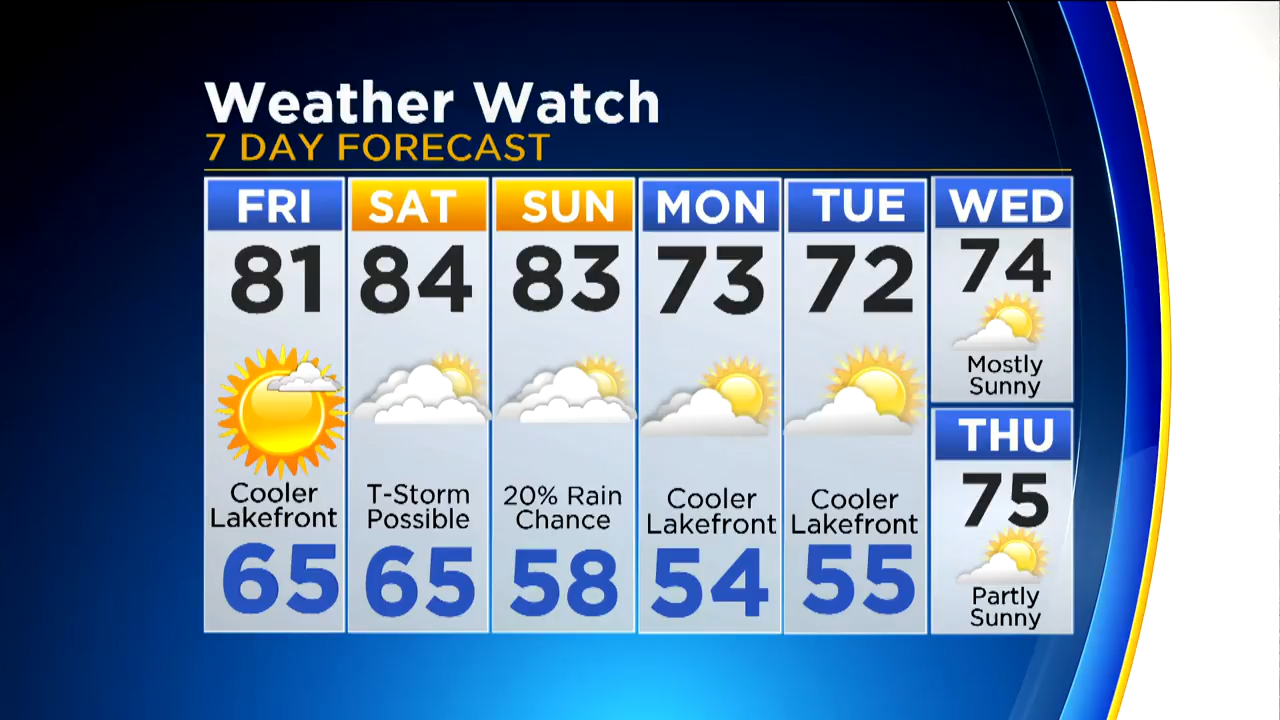 Weather Watch
7 DAY FORECAST
FRI
81
Cooler
Lakefront
65
SAT
84
T-Storm
Possible
65
SUN
83
20% Rain
Chance
58
MON
73
Cooler
Lakefront
54
TUE
72
Cooler
Lakefront
55
WED
74
Mostly
Sunny
THU
75
Partly
Sunny